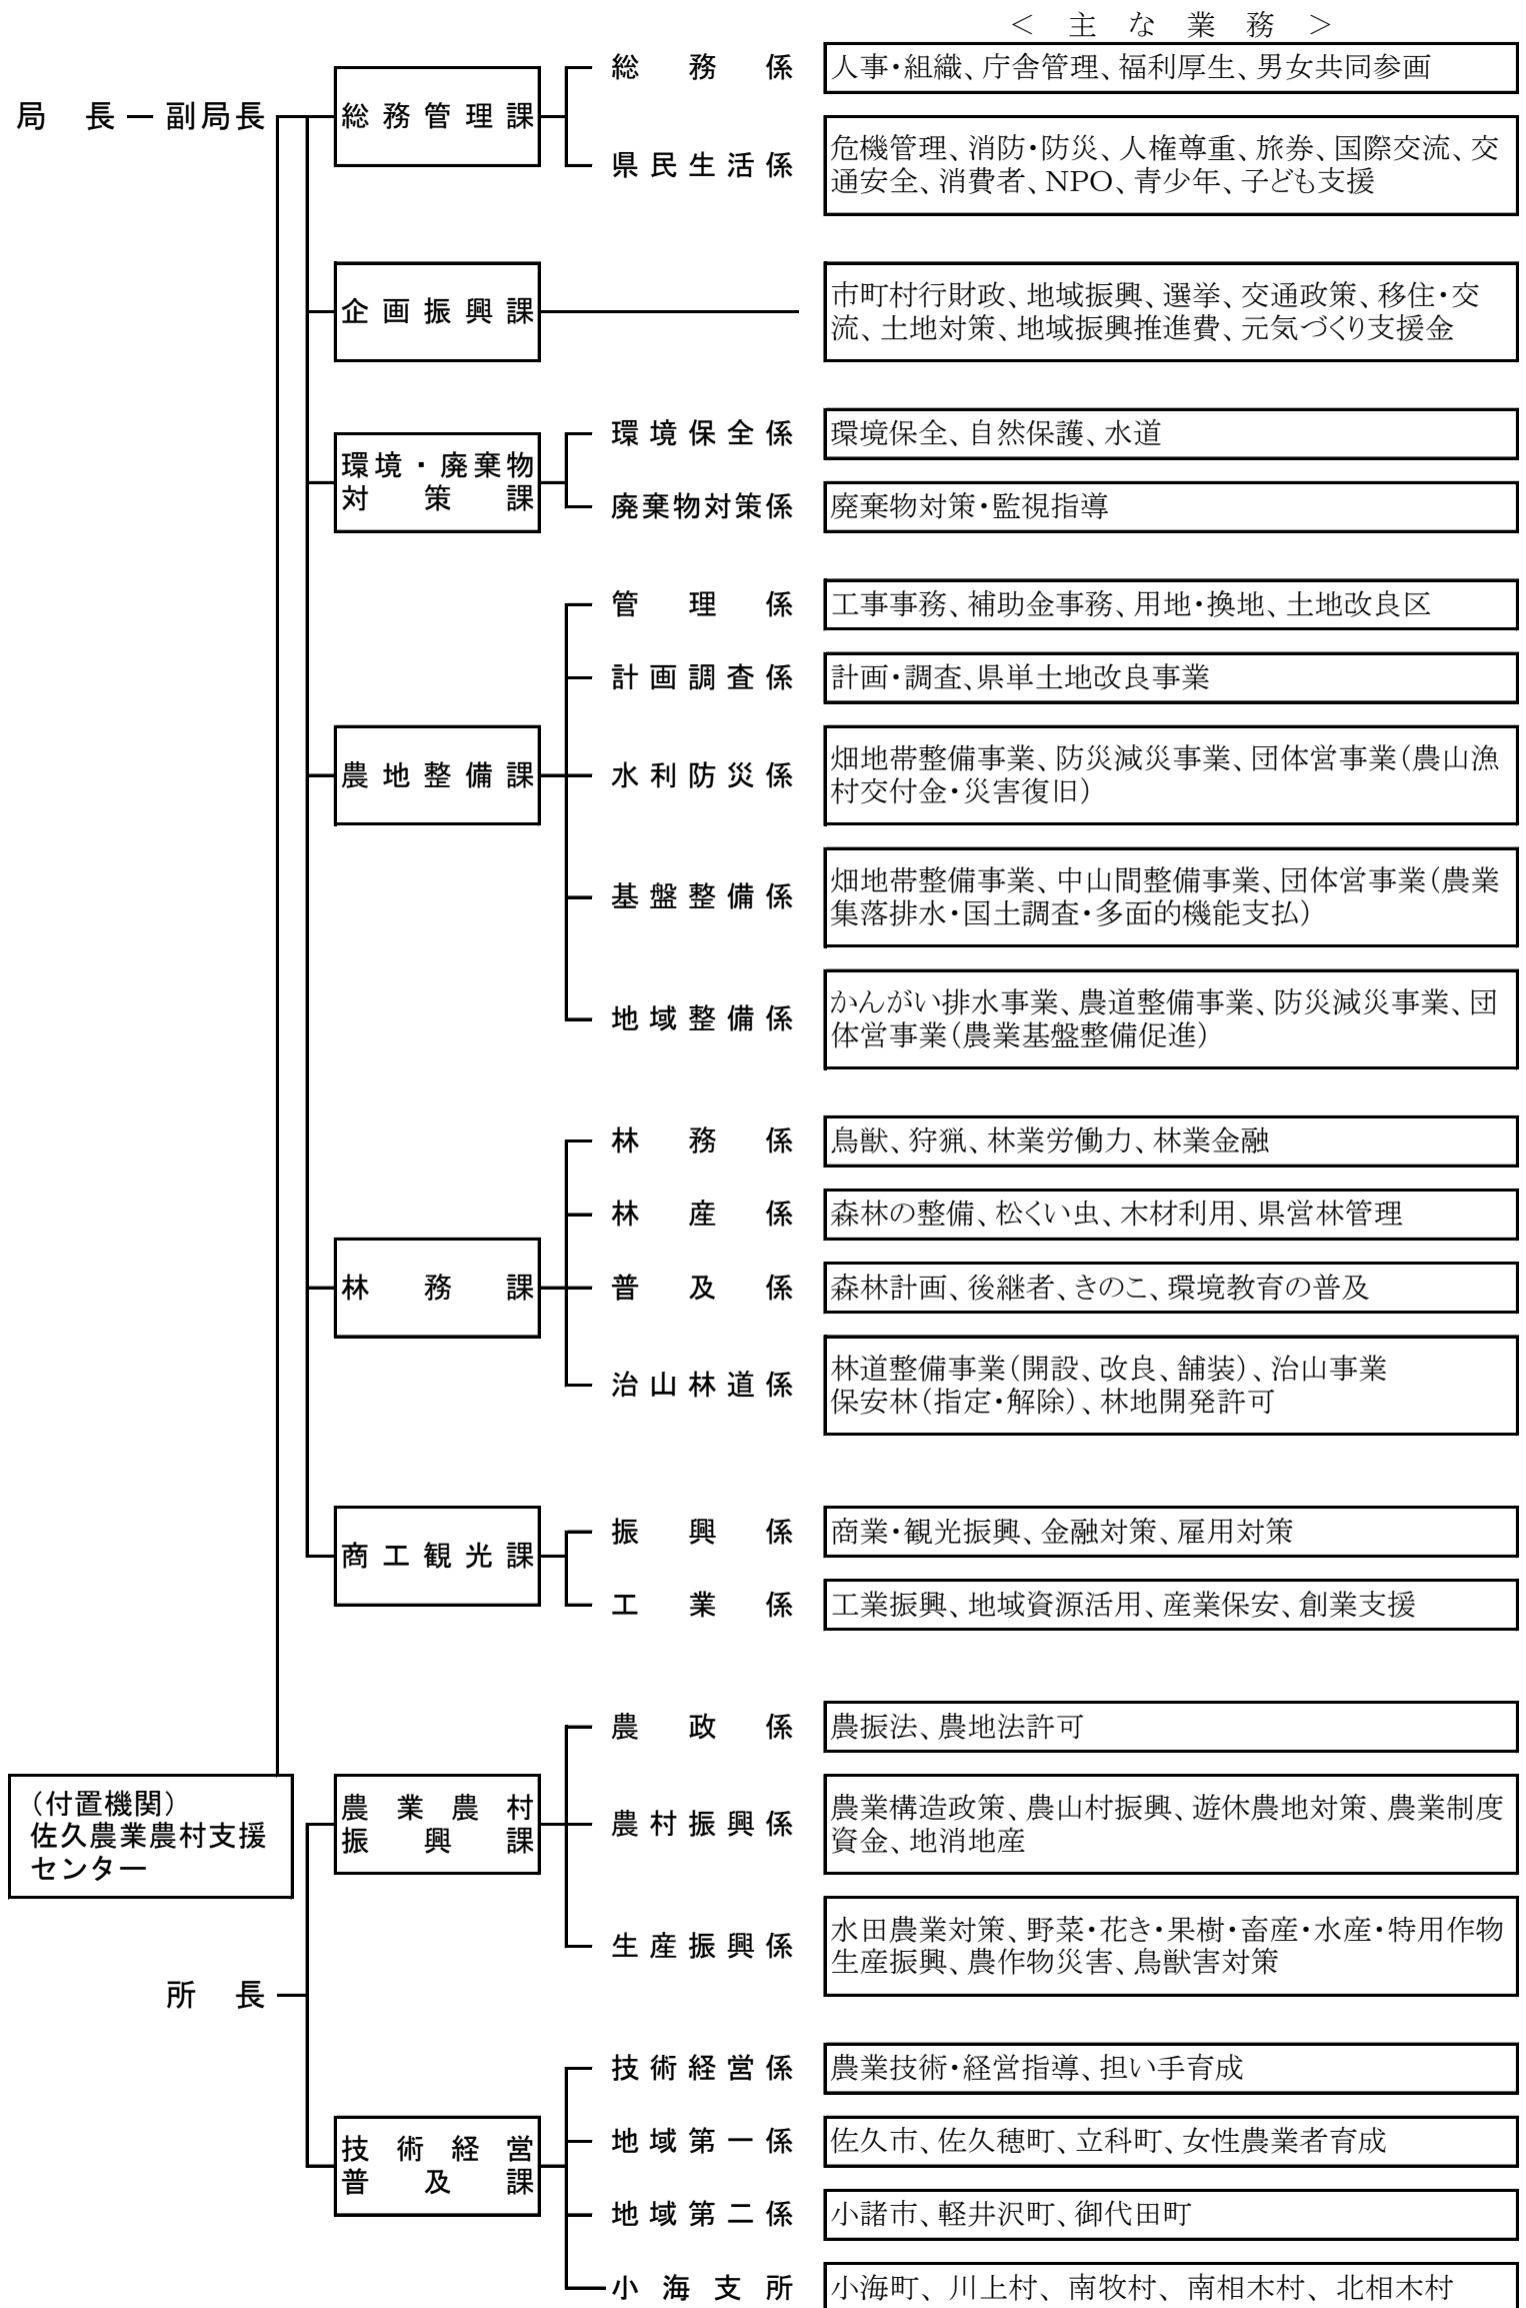 ＜ 主 な 業 務 ＞
局長 副局長
総務管理課
総務係
人事・組織、庁舎管理、福利厚生、男女共同参画
県民生活係
危機管理、消防・防災、人権尊重、旅券、国際交流、交
通安全、消費者、NPO、青少年、子ども支援
企画振興課
市町村行財政、地域振興、選挙、交通政策、移住・交
流、土地対策、地域振興推進費、元気づくり支援金
環境・廃棄物
対策課
環境保全係
環境保全、自然保護、水道
廃棄物対策係
廃棄物対策・監視指導
農地整備課
管理係
工事事務、補助金事務、用地・換地、土地改良区
計画調査係
計画・調査、県単土地改良事業
水利防災係
畑地帯整備事業、防災減災事業、団体営事業（農山漁
村交付金・災害復旧）
基盤整備係
畑地帯整備事業、中山間整備事業、団体営事業（農業
集落排水・国土調査・多面的機能支払）
地域整備係
かんがい排水事業、農道整備事業、防災減災事業、団
体営事業（農業基盤整備促進）
林務課
林務係
鳥獣、狩猟、林業労働力、林業金融
林産係
森林の整備、松くい虫、木材利用、県営林管理
普及係
森林計画、後継者、きのこ、環境教育の普及
治山林道係
林道整備事業（開設、改良、舗装）、治山事業
保安林（指定・解除）、林地開発許可
商工観光課
振興係
商業・観光振興、金融対策、雇用対策
工業係
工業振興、地域資源活用、産業保安、創業支援
（付置機関）
佐久農業農村支援
センター
所長
農業農村
振興課
農政係
農振法、農地法許可
農村振興係
農業構造政策、農山村振興、遊休農地対策、農業制度
資金、地消地産
生産振興係
水田農業対策、野菜・花き・果樹・畜産・水産・特用作物
生産振興、農作物災害、鳥獣害対策
技術経営
普及課
技術経営係
農業技術・経営指導、担い手育成
地域第一係
佐久市、佐久穂町、立科町、女性農業者育成
地域第二係
小諸市、軽井沢町、御代田町
小海支所
小海町、川上村、南牧村、南相木村、北相木村